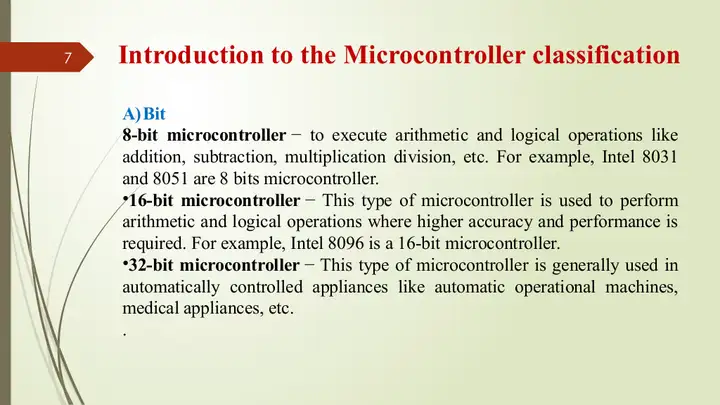 7
Introduction to the Microcontroller classification
A)Bit
8-bit microcontroller − to execute arithmetic and logical operations like
addition, subtraction, multiplication division, etc. For example, Intel 8031
and 8051 are 8 bits microcontroller.
•16-bit microcontroller − This type of microcontroller is used to perform
arithmetic and logical operations where higher accuracy and performance is
required. For example, Intel 8096 is a 16-bit microcontroller.
•32-bit microcontroller − This type of microcontroller is generally used in
automatically controlled appliances like automatic operational machines,
medical appliances, etc.
.